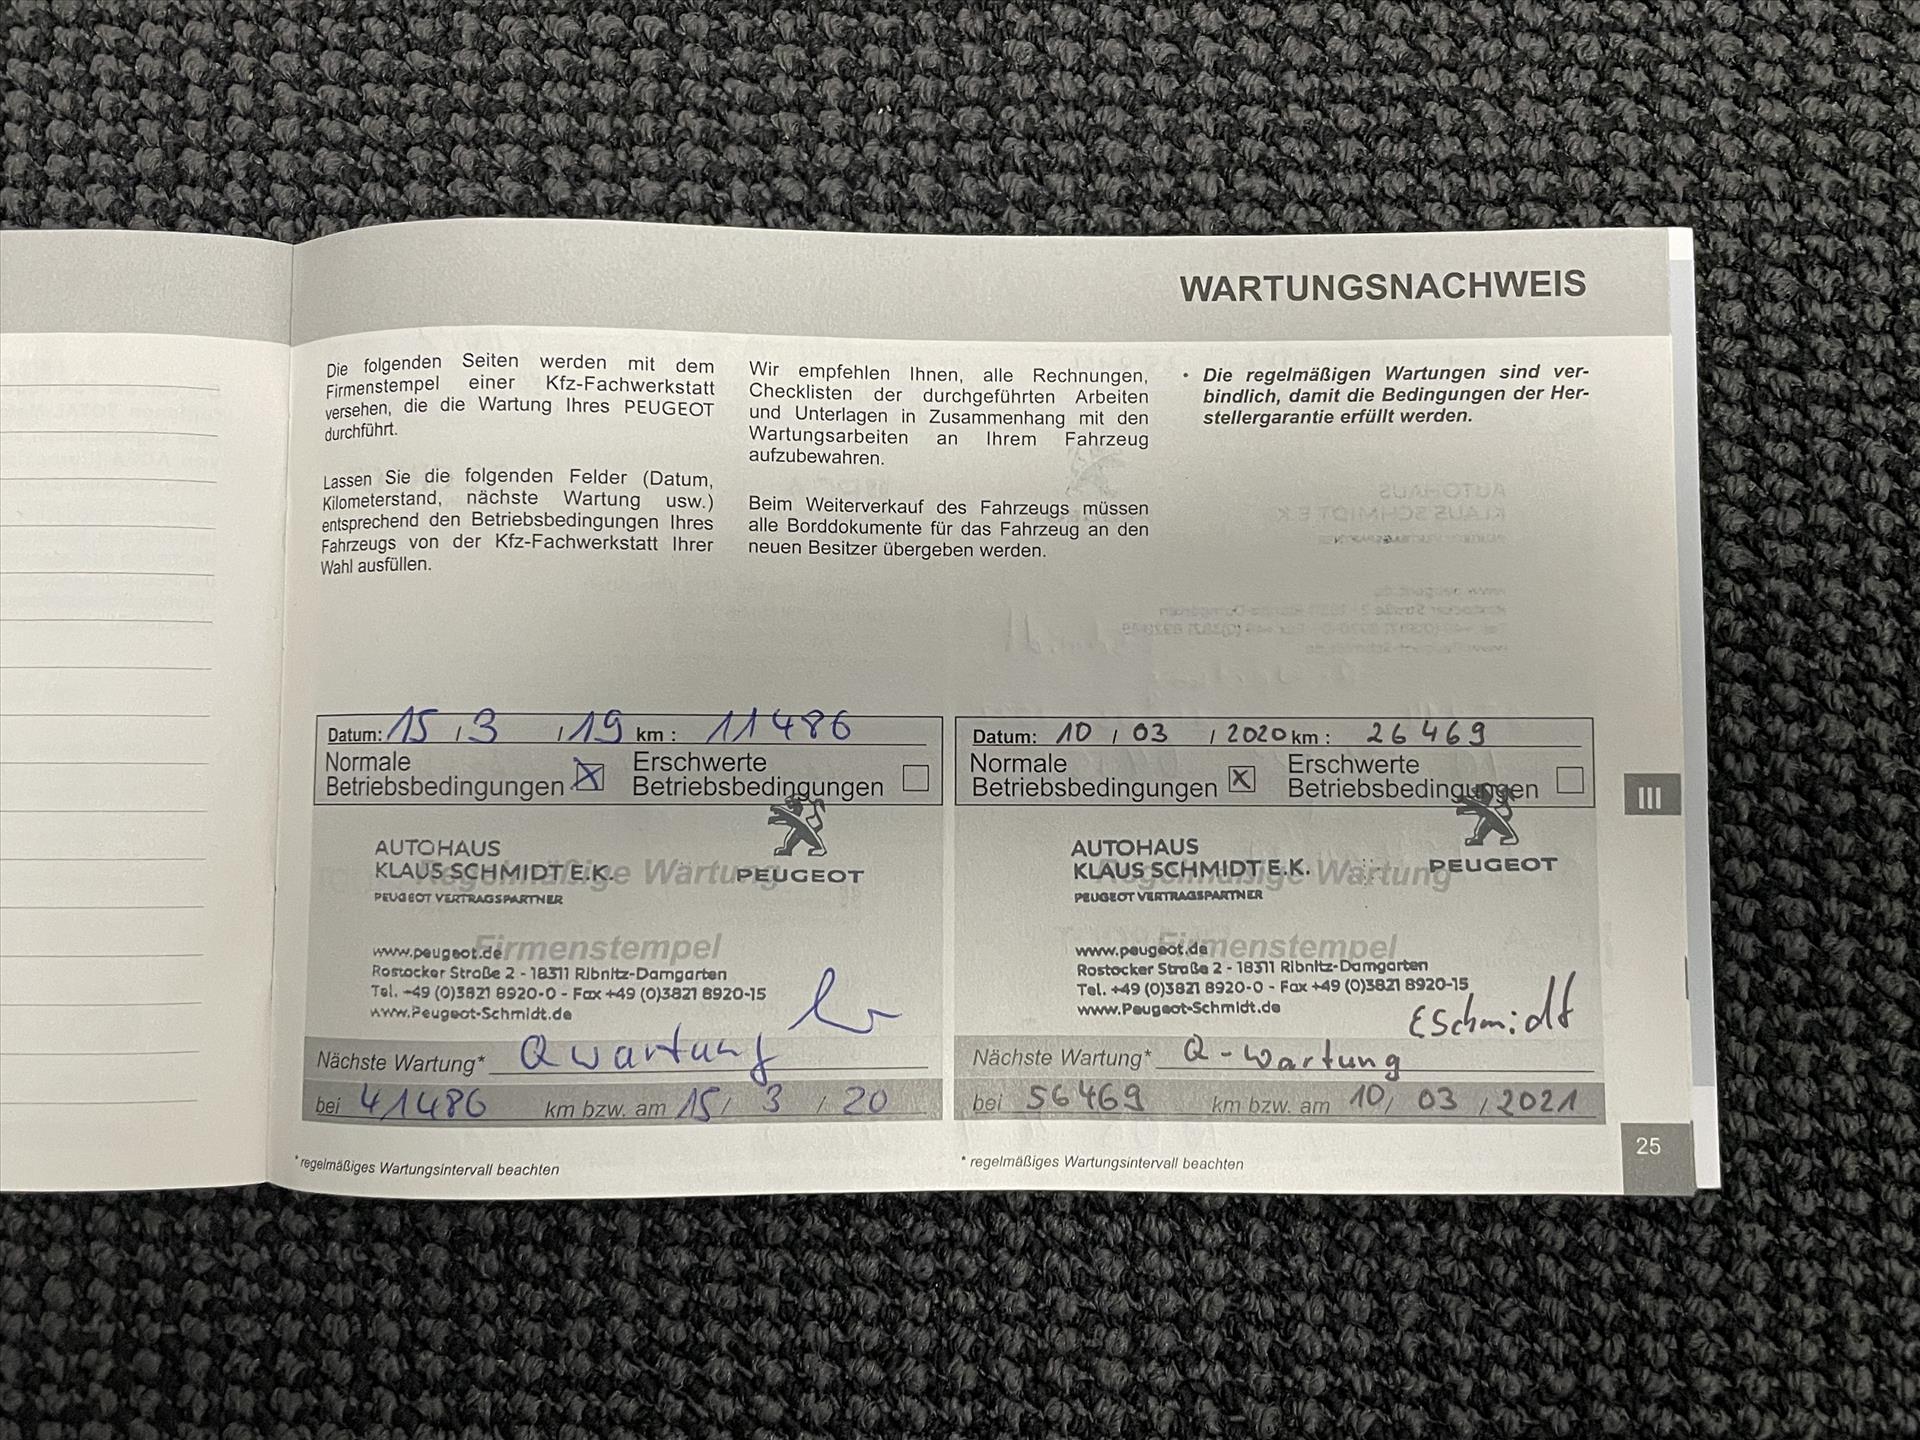 WARTUNGSNACHWEIS
Die folgenden Seiten werden mit dem
Firmenstempel einer Kfz-Fachwerkstatt
versehen, die die Wartung Ihres PEUGEOT
durchführt.
Lassen Sie die folgenden Felder (Datum,
Kilometerstand, nächste Wartung usw.)
entsprechend den Betriebsbedingungen Ihres
Fahrzeugs von der Kfz-Fachwerkstatt Ihrer
Wahl ausfüllen.
Wir empfehlen Ihnen, alle Rechnungen,
Checklisten der durchgeführten Arbeiten
und Unterlagen in Zusammenhang mit den
Wartungsarbeiten an Ihrem Fahrzeug
aufzubewahren.
Beim Weiterverkauf des Fahrzeugs müssen
alle Borddokumente für das Fahrzeug an den
neuen Besitzer übergeben werden.
• Die regelmäßigen Wartungen sind ver-
bindlich, damit die Bedingungen der Her-
stellergarantie erfüllt werden.
Datum: 15 / 3 / 19 km : 11486
Normale
Betriebsbedingungen X
Erschwerte
Betriebsbedingungen
AUTOHAUS
KLAUS SCHMIDT E.K.
PEUGEOT VERTRAGSPARTNER
PEUGEOT
Regelmäßige Wartung
Firmenstempel
www.peugeot.de
Rostocker Straße 2 - 18311 Ribnitz-Damgarten
Tel. +49 (0)3821 8920-0 - Fax +49 (0)3821 8920-15
www.Peugeot-Schmidt.de
Nächste Wartung* Q wartung
bei 41486 km bzw. am 15 / 3 / 20
* regelmäßiges Wartungsintervall beachten
Datum: 10 / 03 / 2020 km : 26469
Normale
Betriebsbedingungen X
Erschwerte
Betriebsbedingungen
AUTOHAUS
KLAUS SCHMIDT E.K.
PEUGEOT VERTRAGSPARTNER
PEUGEOT
Regelmäßige Wartung
Firmenstempel
www.peugeot.de
Rostocker Straße 2 - 18311 Ribnitz-Damgarten
Tel. +49 (0)3821 8920-0 - Fax +49 (0)3821 8920-15
www.Peugeot-Schmidt.de
ESchmidt
Nächste Wartung* Q-wartung
bei 56469 km bzw. am 10 / 03 / 2021
* regelmäßiges Wartungsintervall beachten
III
25